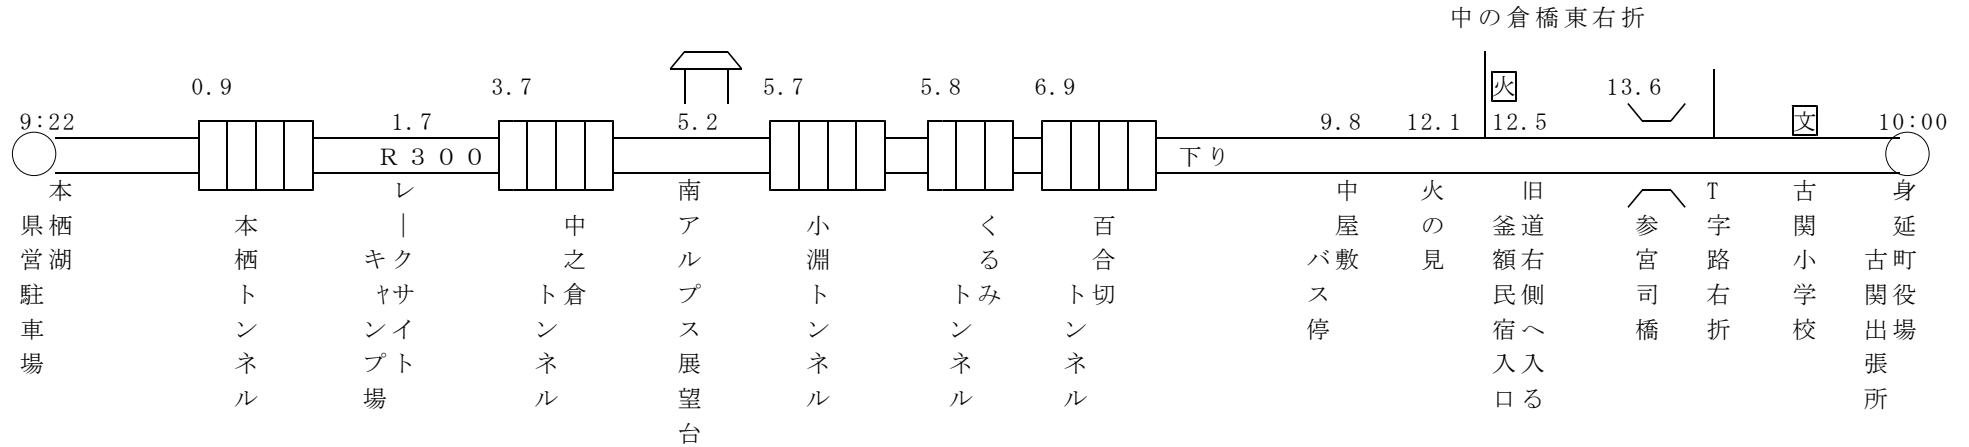 中の倉橋東右折
0.9
3.7
5.7
5.8
6.9
火
13.6
9:22
1.7
5.2
9.8
12.1
12.5
文
10:00
R300
下り
本栖湖
県営駐車場
本栖トンネル
レークサイト
キャンプ場
中之倉
トンネル
南アルプス展望台
小淵トンネル
くるみ
トンネル
百合切
トンネル
中屋敷
バス停
火の見
旧道右側へ入る
釜額民宿入口
参宮司橋
T字路右折
古関小学校
身延町役場
古関出張所